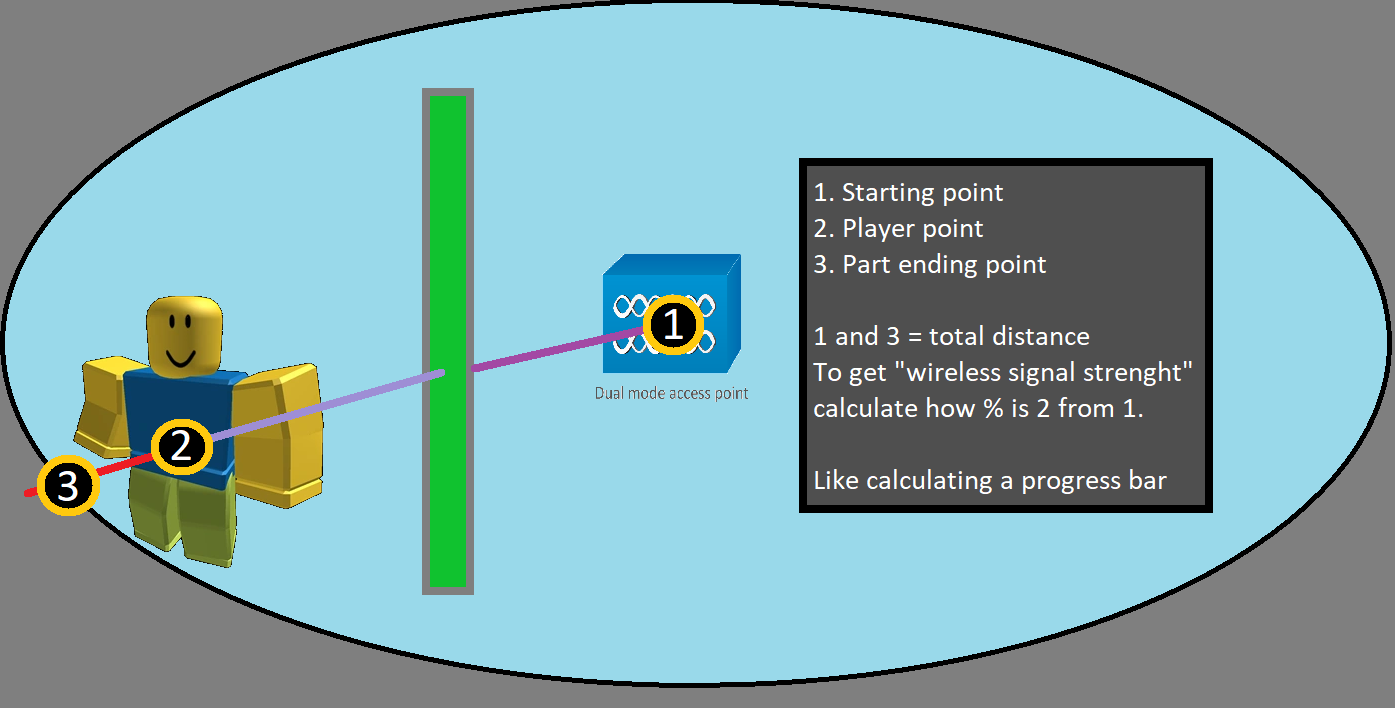 1. Starting point
2. Player point
3. Part ending point
1 and 3 = total distance
To get "wireless signal strenght"
calculate how % is 2 from 1.
Like calculating a progress bar
1
Dual mode access point
2
3